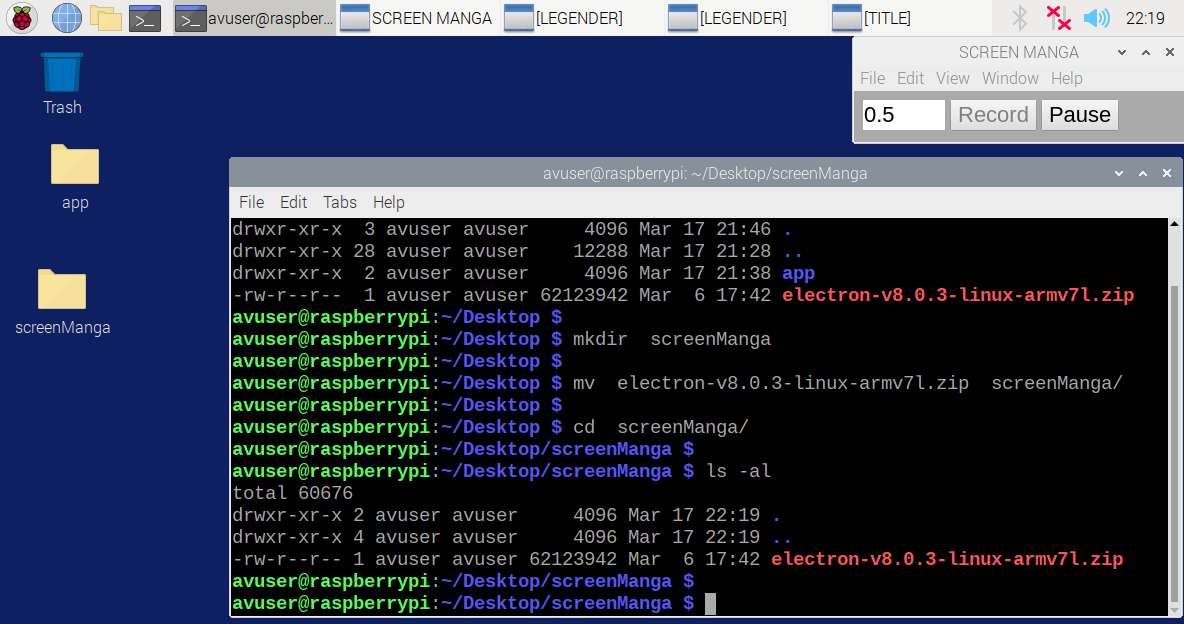 avuser@raspber... SCREEN MANGA [LEGENDER] [LEGENDER] [TITLE] 22:19
SCREEN MANGA
File Edit View Window Help
0.5 Record Pause
Trash
app
screenManga
avuser@raspberrypi: ~/Desktop/screenManga
File Edit Tabs Help
drwxr-xr-x  3 avuser avuser     4096 Mar 17 21:46 .
drwxr-xr-x 28 avuser avuser    12288 Mar 17 21:28 ..
drwxr-xr-x  2 avuser avuser     4096 Mar 17 21:38 app
-rw-r--r--  1 avuser avuser 62123942 Mar  6 17:42 electron-v8.0.3-linux-armv7l.zip
avuser@raspberrypi:~/Desktop $
avuser@raspberrypi:~/Desktop $ mkdir  screenManga
avuser@raspberrypi:~/Desktop $
avuser@raspberrypi:~/Desktop $ mv  electron-v8.0.3-linux-armv7l.zip  screenManga/
avuser@raspberrypi:~/Desktop $
avuser@raspberrypi:~/Desktop $ cd  screenManga/
avuser@raspberrypi:~/Desktop/screenManga $
avuser@raspberrypi:~/Desktop/screenManga $ ls -al
total 60676
drwxr-xr-x 2 avuser avuser     4096 Mar 17 22:19 .
drwxr-xr-x 4 avuser avuser     4096 Mar 17 22:19 ..
-rw-r--r-- 1 avuser avuser 62123942 Mar  6 17:42 electron-v8.0.3-linux-armv7l.zip
avuser@raspberrypi:~/Desktop/screenManga $
avuser@raspberrypi:~/Desktop/screenManga $